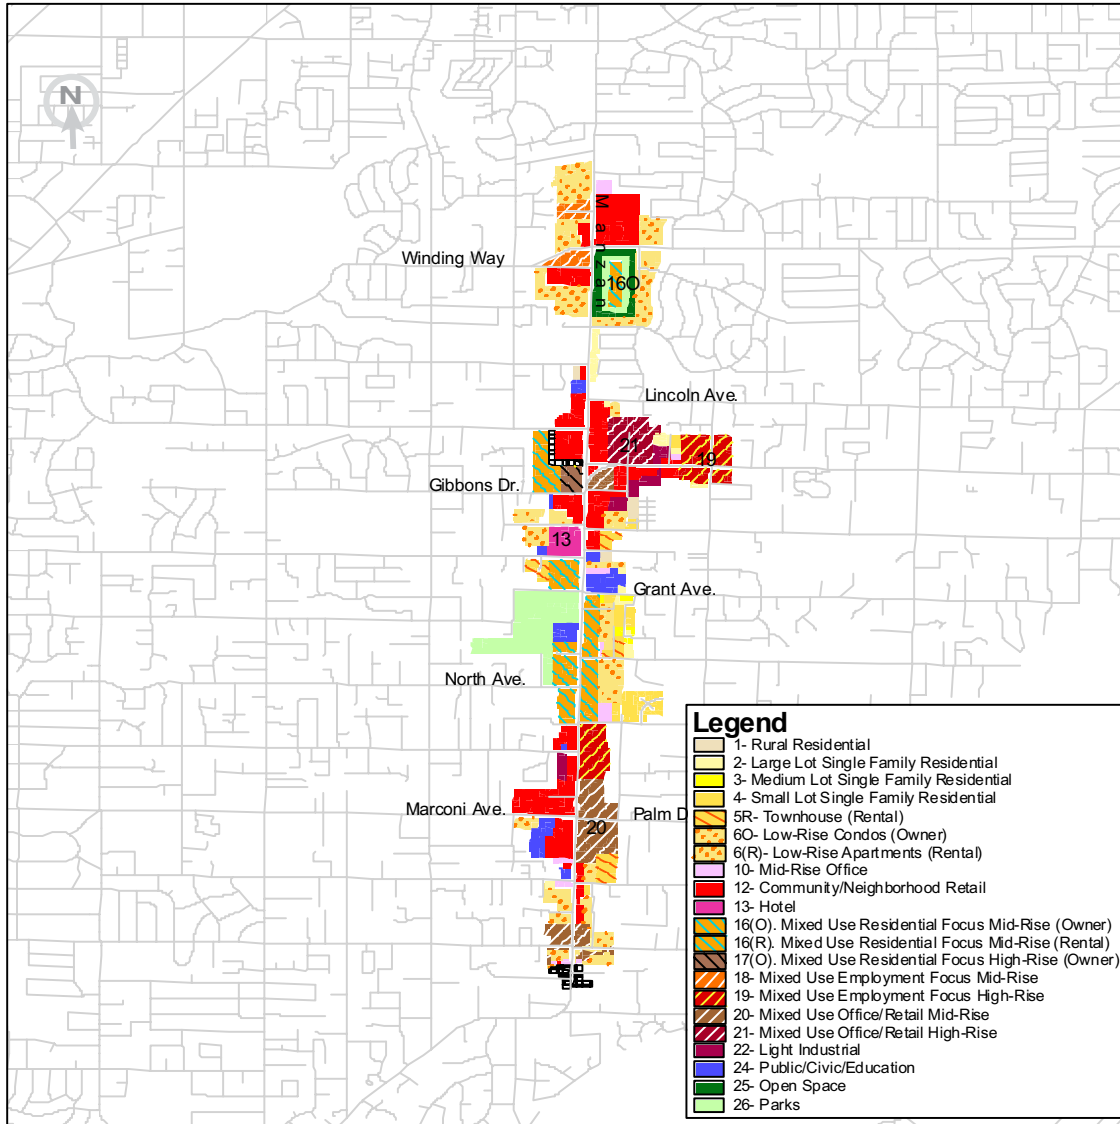 N
Manzan
Winding Way
16O
Lincoln Ave.
21
19
Gibbons Dr.
13
Grant Ave.
North Ave.
Marconi Ave.
Palm D
20
Legend
1- Rural Residential
2- Large Lot Single Family Residential
3- Medium Lot Single Family Residential
4- Small Lot Single Family Residential
5R- Townhouse (Rental)
6O- Low-Rise Condos (Owner)
6(R)- Low-Rise Apartments (Rental)
10- Mid-Rise Office
12- Community/Neighborhood Retail
13- Hotel
16(O). Mixed Use Residential Focus Mid-Rise (Owner)
16(R). Mixed Use Residential Focus Mid-Rise (Rental)
17(O). Mixed Use Residential Focus High-Rise (Owner)
18- Mixed Use Employment Focus Mid-Rise
19- Mixed Use Employment Focus High-Rise
20- Mixed Use Office/Retail Mid-Rise
21- Mixed Use Office/Retail High-Rise
22- Light Industrial
24- Public/Civic/Education
25- Open Space
26- Parks